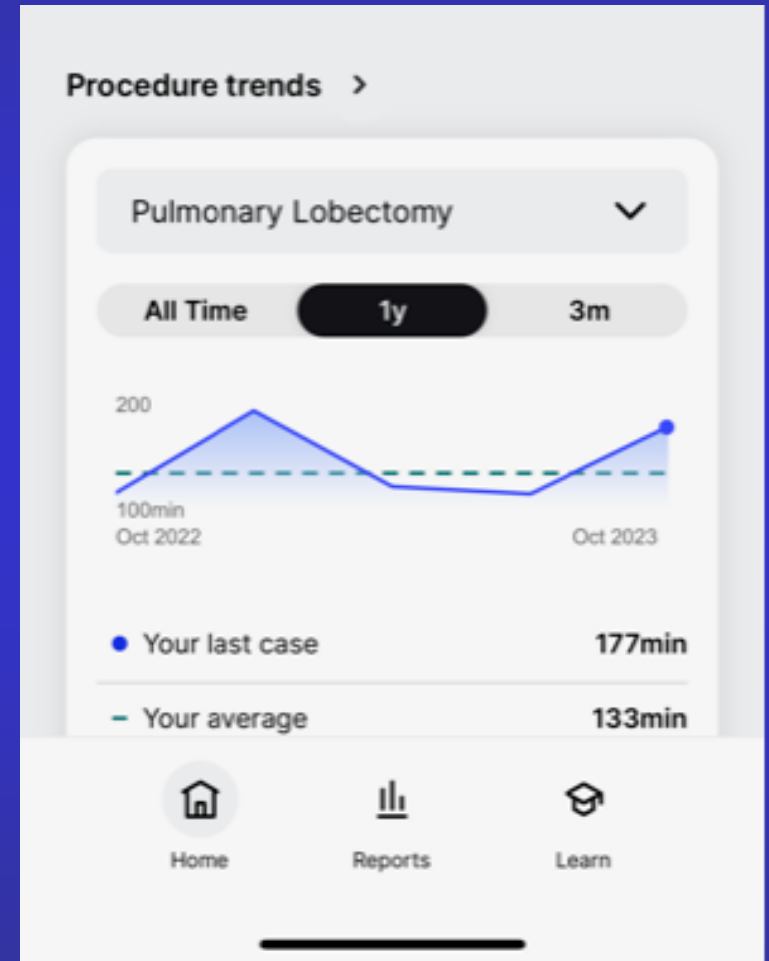 Procedure trends >
Pulmonary Lobectomy
All Time 1y 3m
200
100min
Oct 2022 Oct 2023
Your last case 177min
Your average 133min
Home Reports Learn